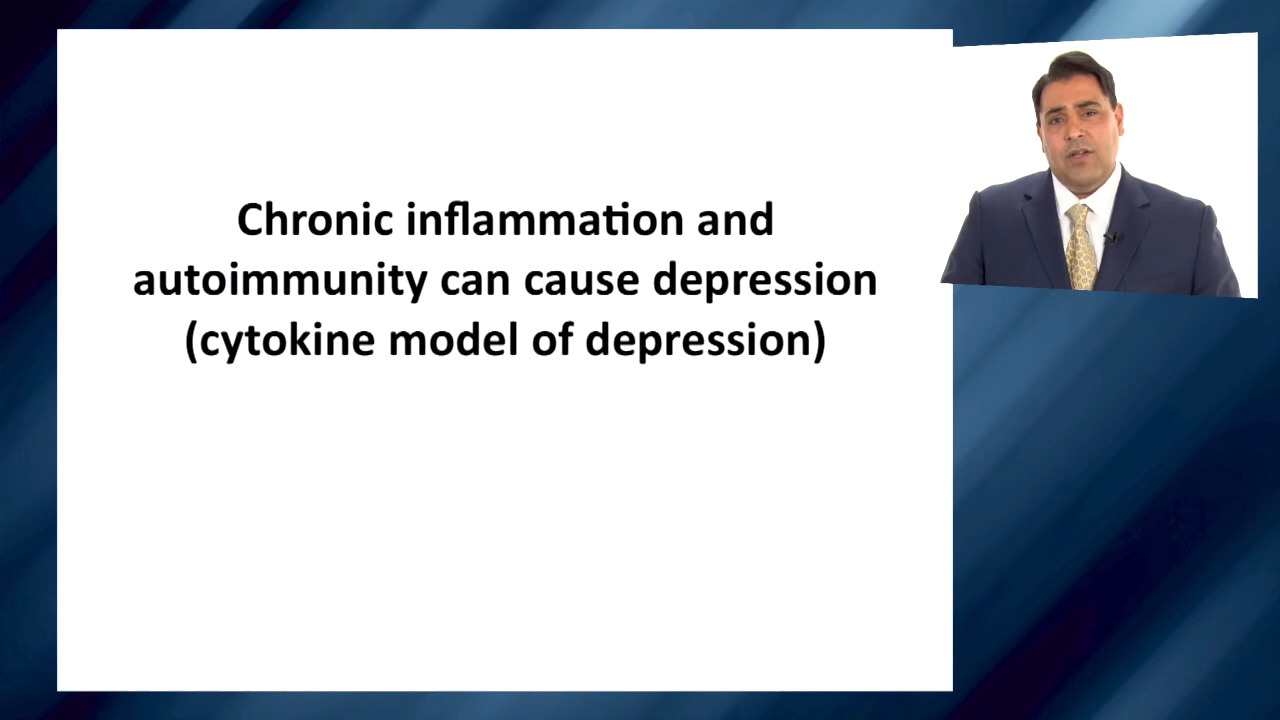 Chronic inflammation and
autoimmunity can cause depression
(cytokine model of depression)